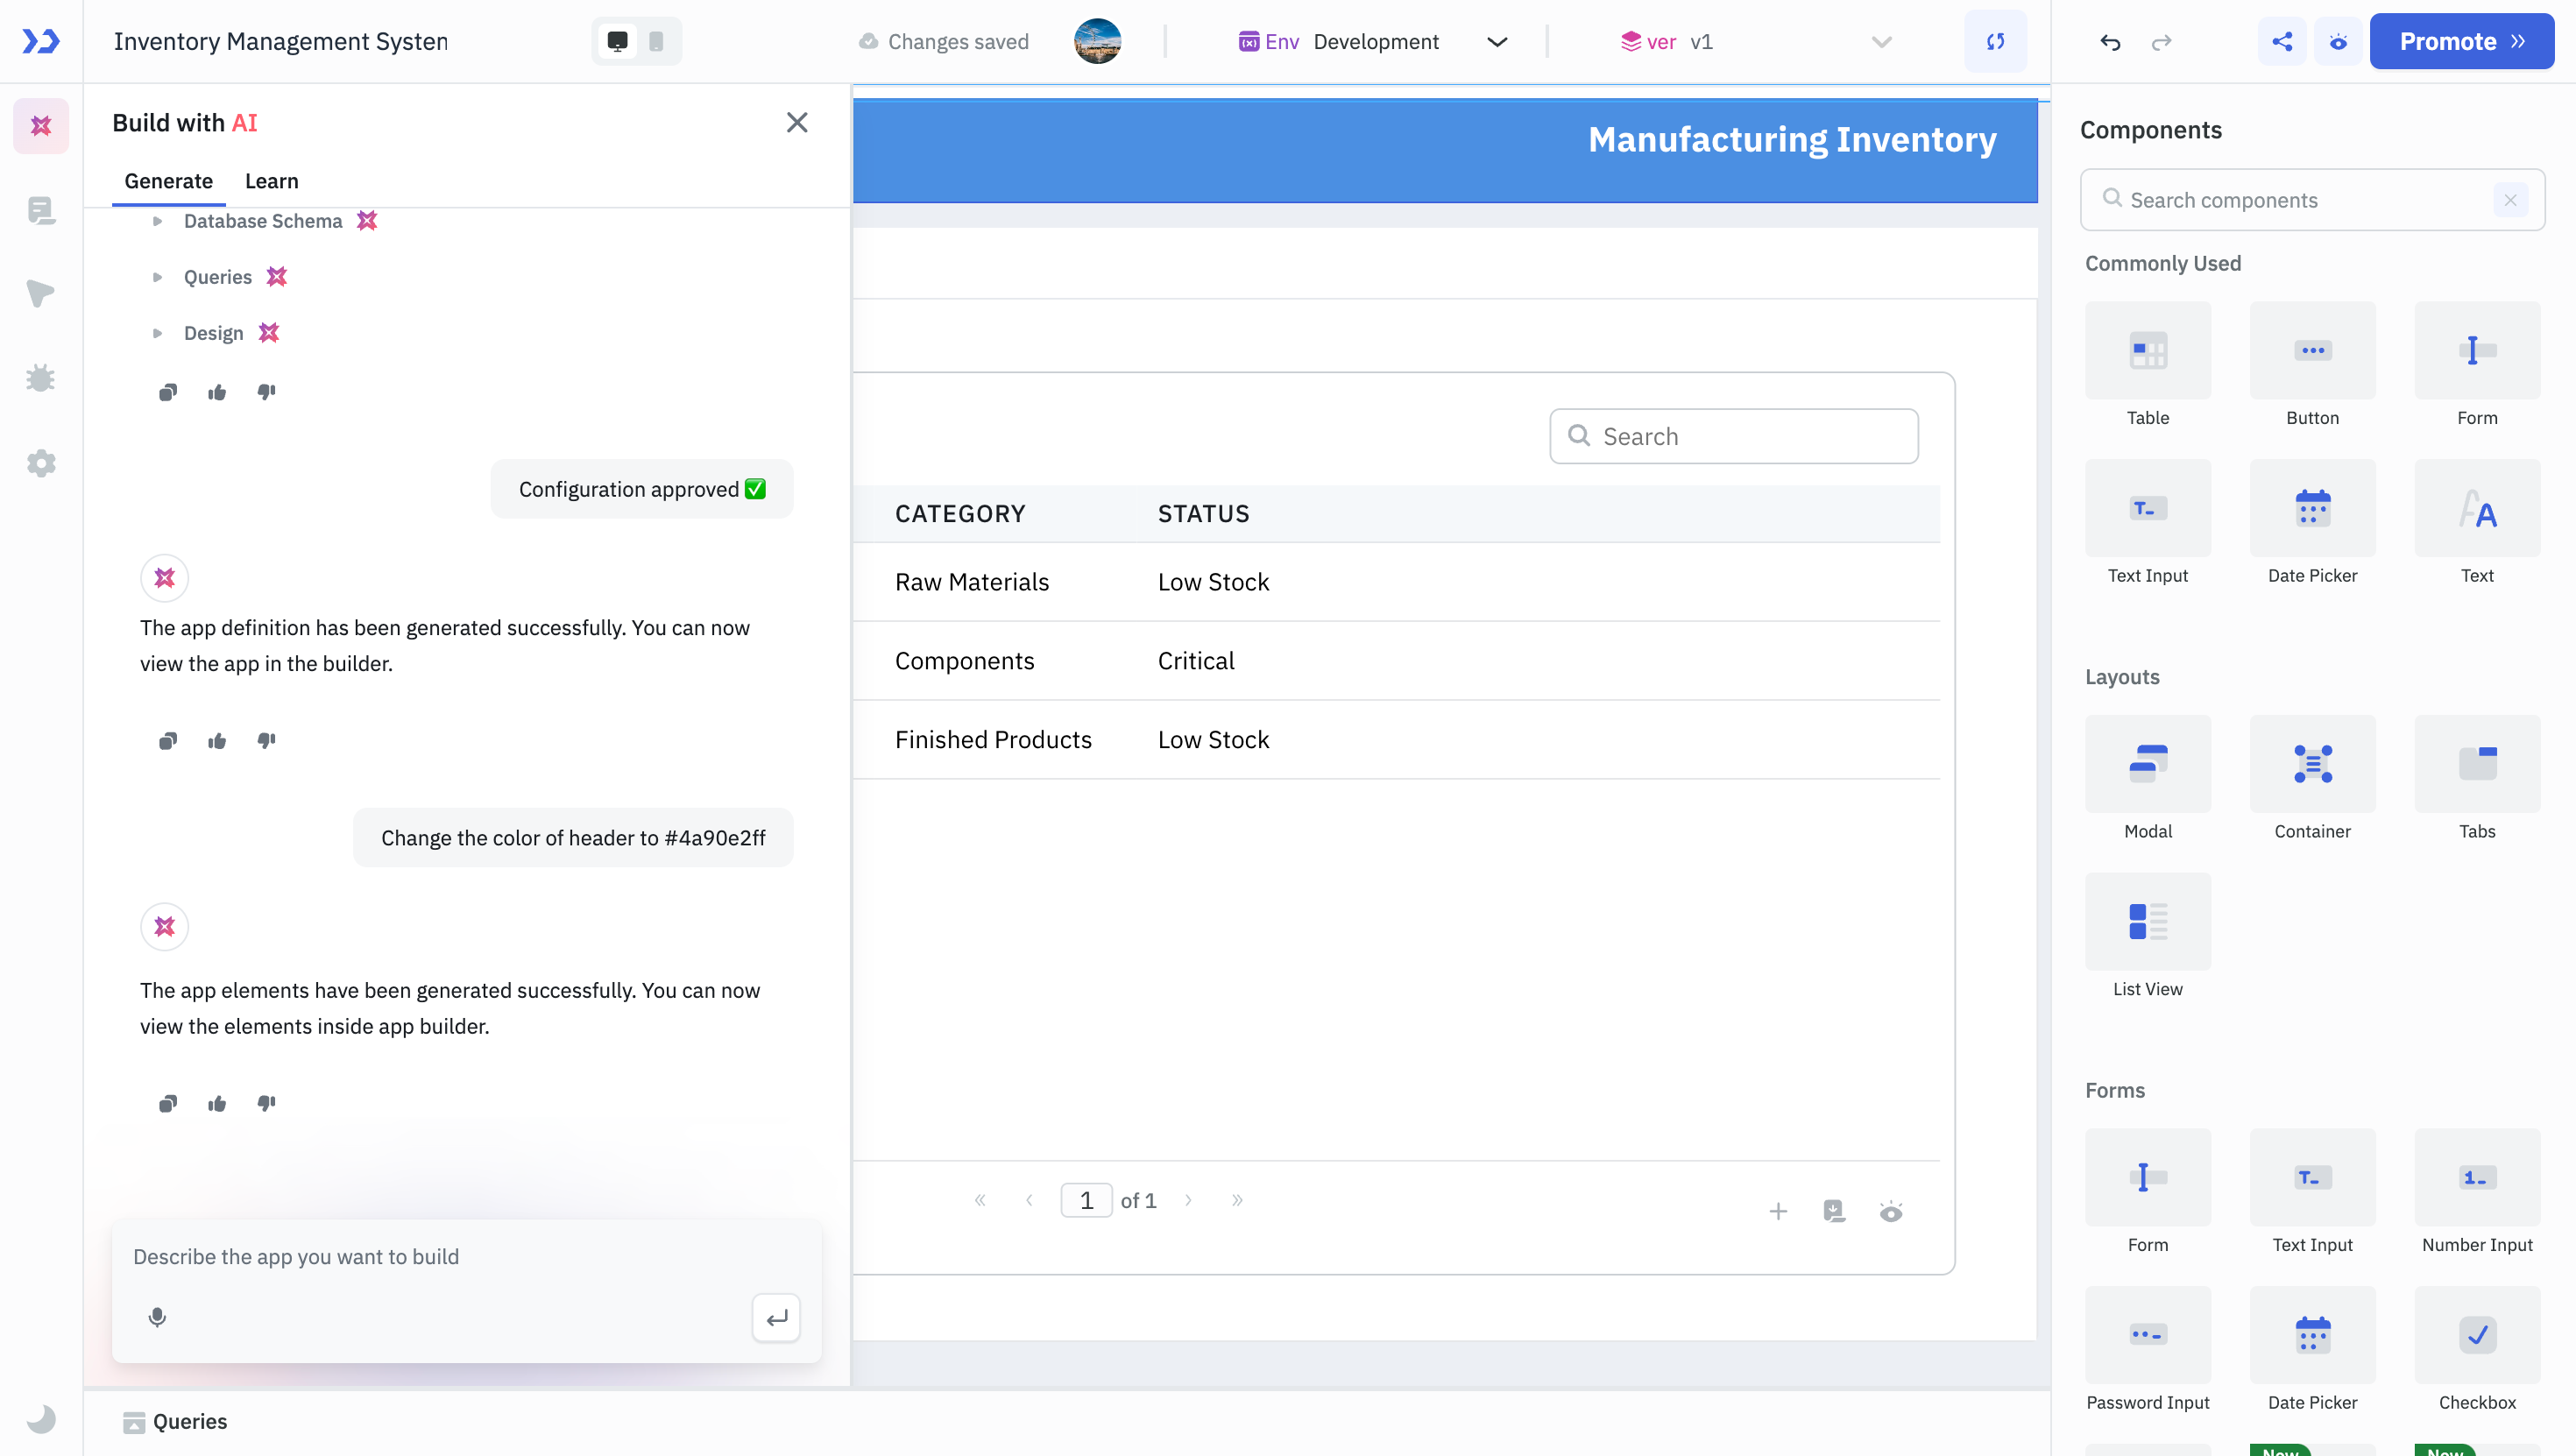 Inventory Management Systen
Changes saved
Env Development
ver v1
Promote
Build with AI
Generate Learn
Database Schema
Queries
Design
Configuration approved ✅
The app definition has been generated successfully. You can now
view the app in the builder.
Change the color of header to #4a90e2ff
The app elements have been generated successfully. You can now
view the elements inside app builder.
Describe the app you want to build
Queries
Manufacturing Inventory
Search
CATEGORY STATUS
Raw Materials Low Stock
Components Critical
Finished Products Low Stock
1 of 1
Components
Search components
Commonly Used
Table Button Form
Text Input Date Picker Text
Layouts
Modal Container Tabs
List View
Forms
Form Text Input Number Input
Password Input Date Picker Checkbox
New New